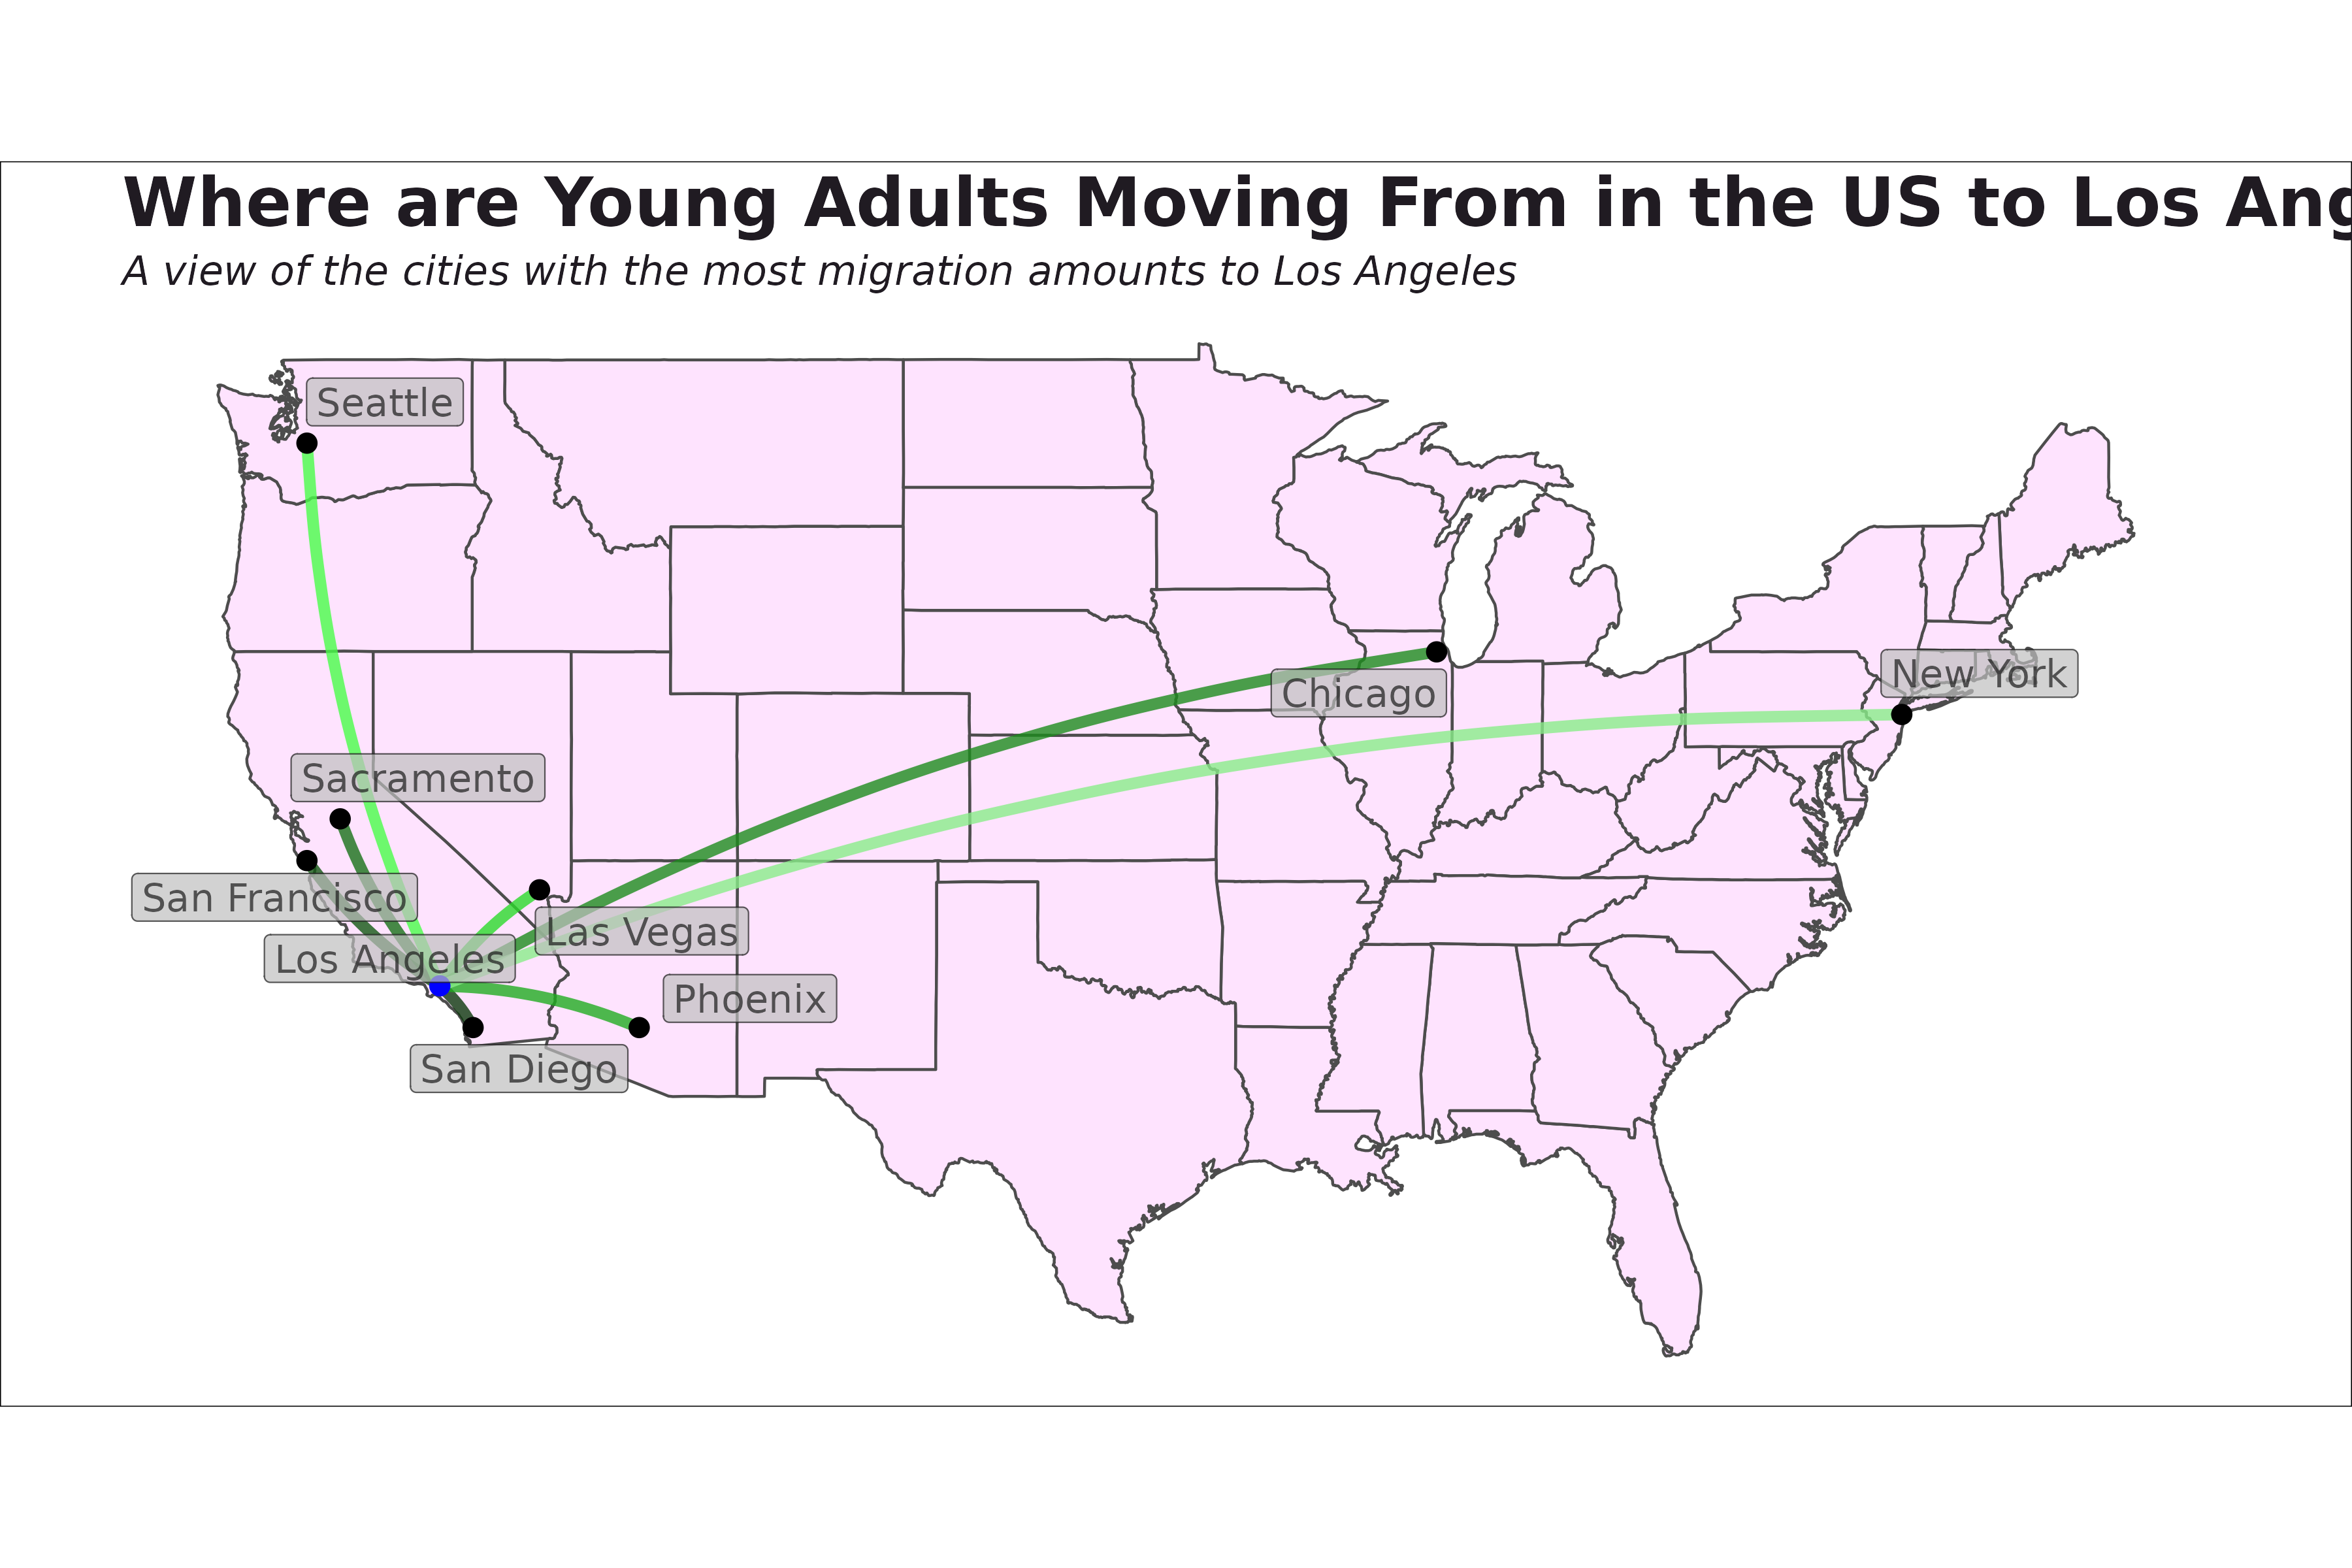 Where are Young Adults Moving From in the US to Los Ang
A view of the cities with the most migration amounts to Los Angeles
Seattle
New York
Chicago
Sacramento
San Francisco
Las Vegas
Los Angeles
Phoenix
San Diego